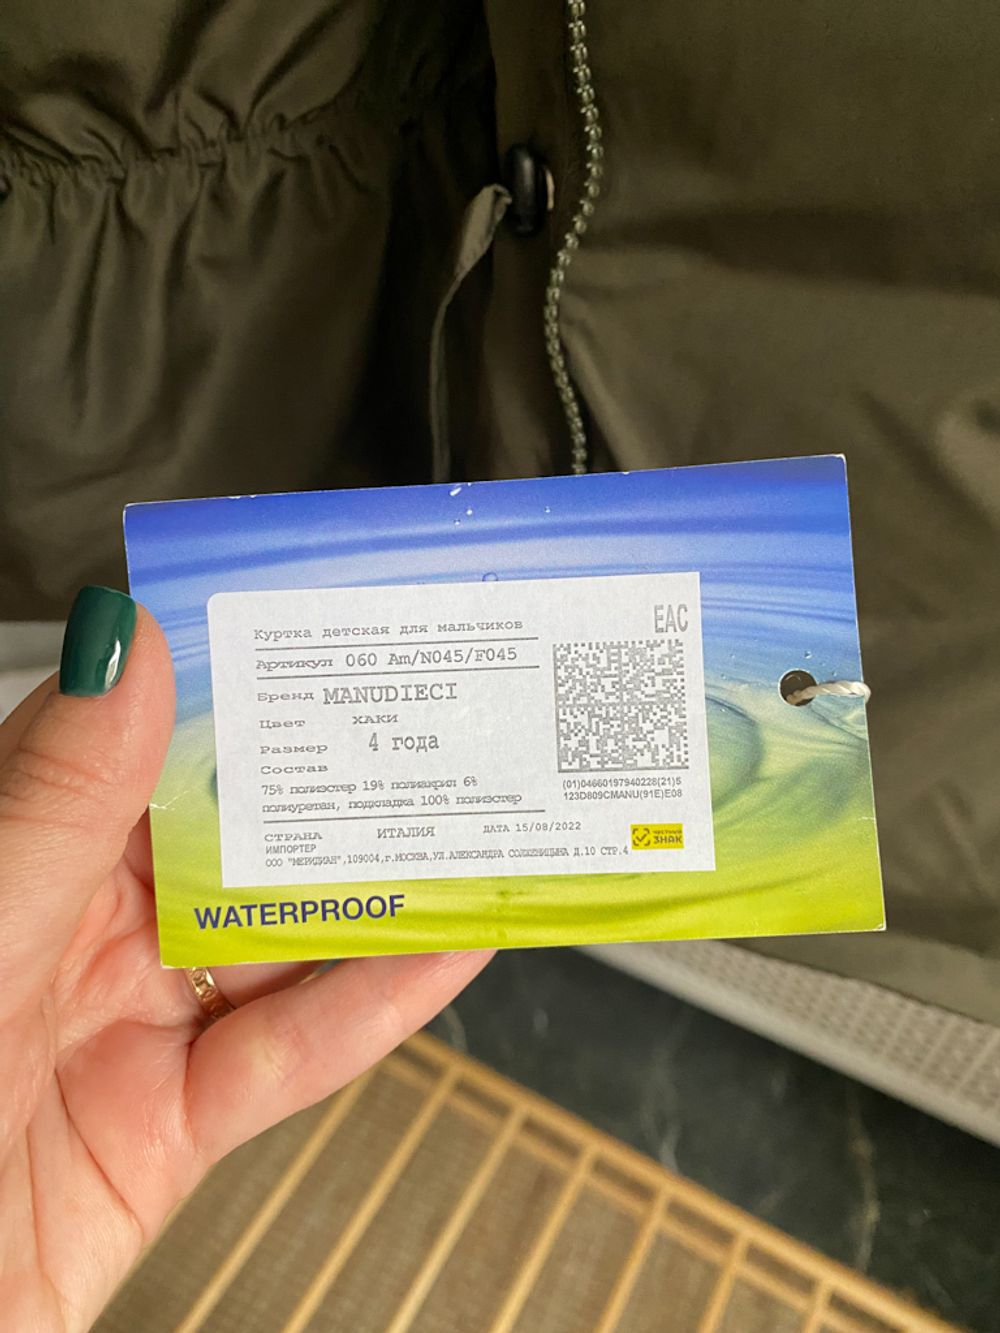 EAC
Куртка детская для мальчиков
Артикул 060 Am/N045/F045
Бренд MANUDIECI
Цвет ХАКИ
Размер 4 года
Состав
75% полиэстер 19% полиакрил 6%
полиуретан, подкладка 100% полиэстер
(01)04660197940228(21)5
123D809CMANU(91E)E08
СТРАНА ИТАЛИЯ ДАТА 15/08/2022
ИМПОРТЕР
ООО "МЕРИДИАН",109004,г.МОСКВА,УЛ.АЛЕКСАНДРА СОЛЖЕНИЦЫНА Д.10 СТР.4
ЧЕСТНЫЙ
ЗНАК
WATERPROOF